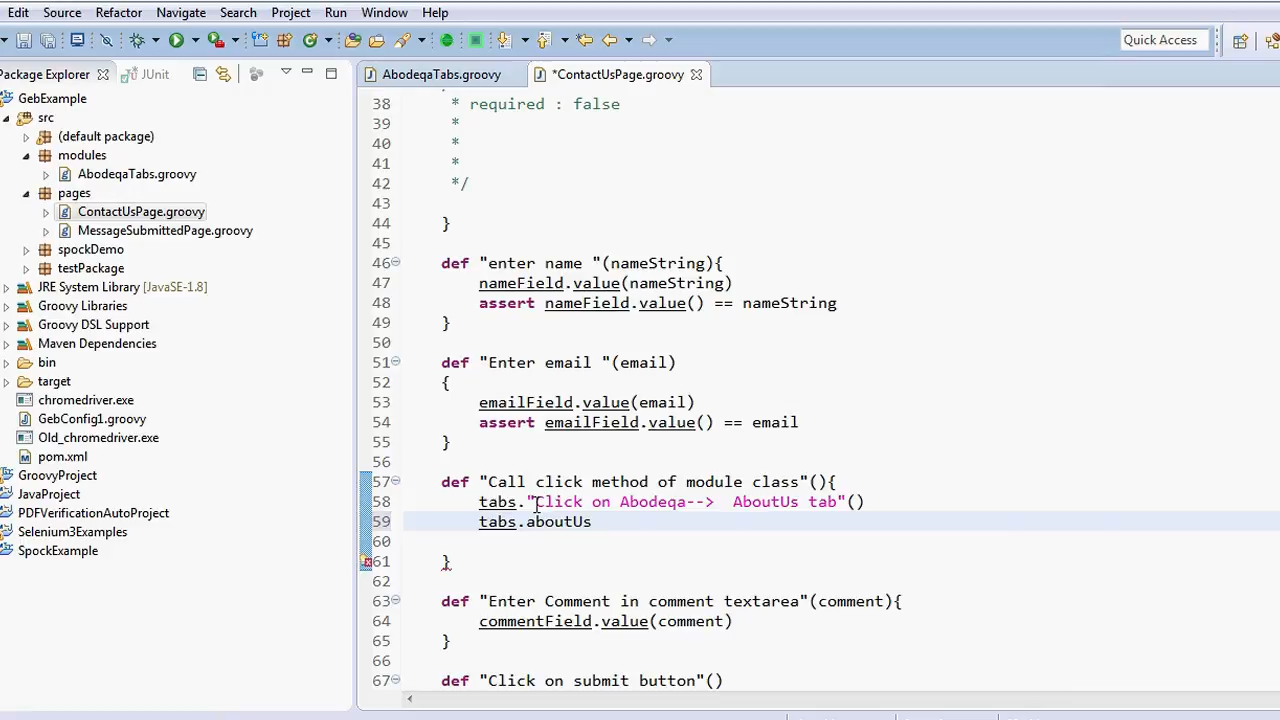 Edit Source Refactor Navigate Search Project Run Window Help
Quick Access
Package Explorer JUnit
GebExample
src
(default package)
modules
AbodeqaTabs.groovy
pages
ContactUsPage.groovy
MessageSubmittedPage.groovy
spockDemo
testPackage
JRE System Library [JavaSE-1.8]
Groovy Libraries
Groovy DSL Support
Maven Dependencies
bin
target
chromedriver.exe
GebConfig1.groovy
Old_chromedriver.exe
pom.xml
GroovyProject
JavaProject
PDFVerificationAutoProject
Selenium3Examples
SpockExample
AbodeqaTabs.groovy *ContactUsPage.groovy
38 * required : false
39 *
40 *
41 *
42 */
43
44 }
45
46 def "enter name "(nameString){
47 nameField.value(nameString)
48 assert nameField.value() == nameString
49 }
50
51 def "Enter email "(email)
52 {
53 emailField.value(email)
54 assert emailField.value() == email
55 }
56
57 def "Call click method of module class"(){
58 tabs."Click on Abodeqa-->  AboutUs tab"()
59 tabs.aboutUs
60
61 }
62
63 def "Enter Comment in comment textarea"(comment){
64 commentField.value(comment)
65 }
66
67 def "Click on submit button"()